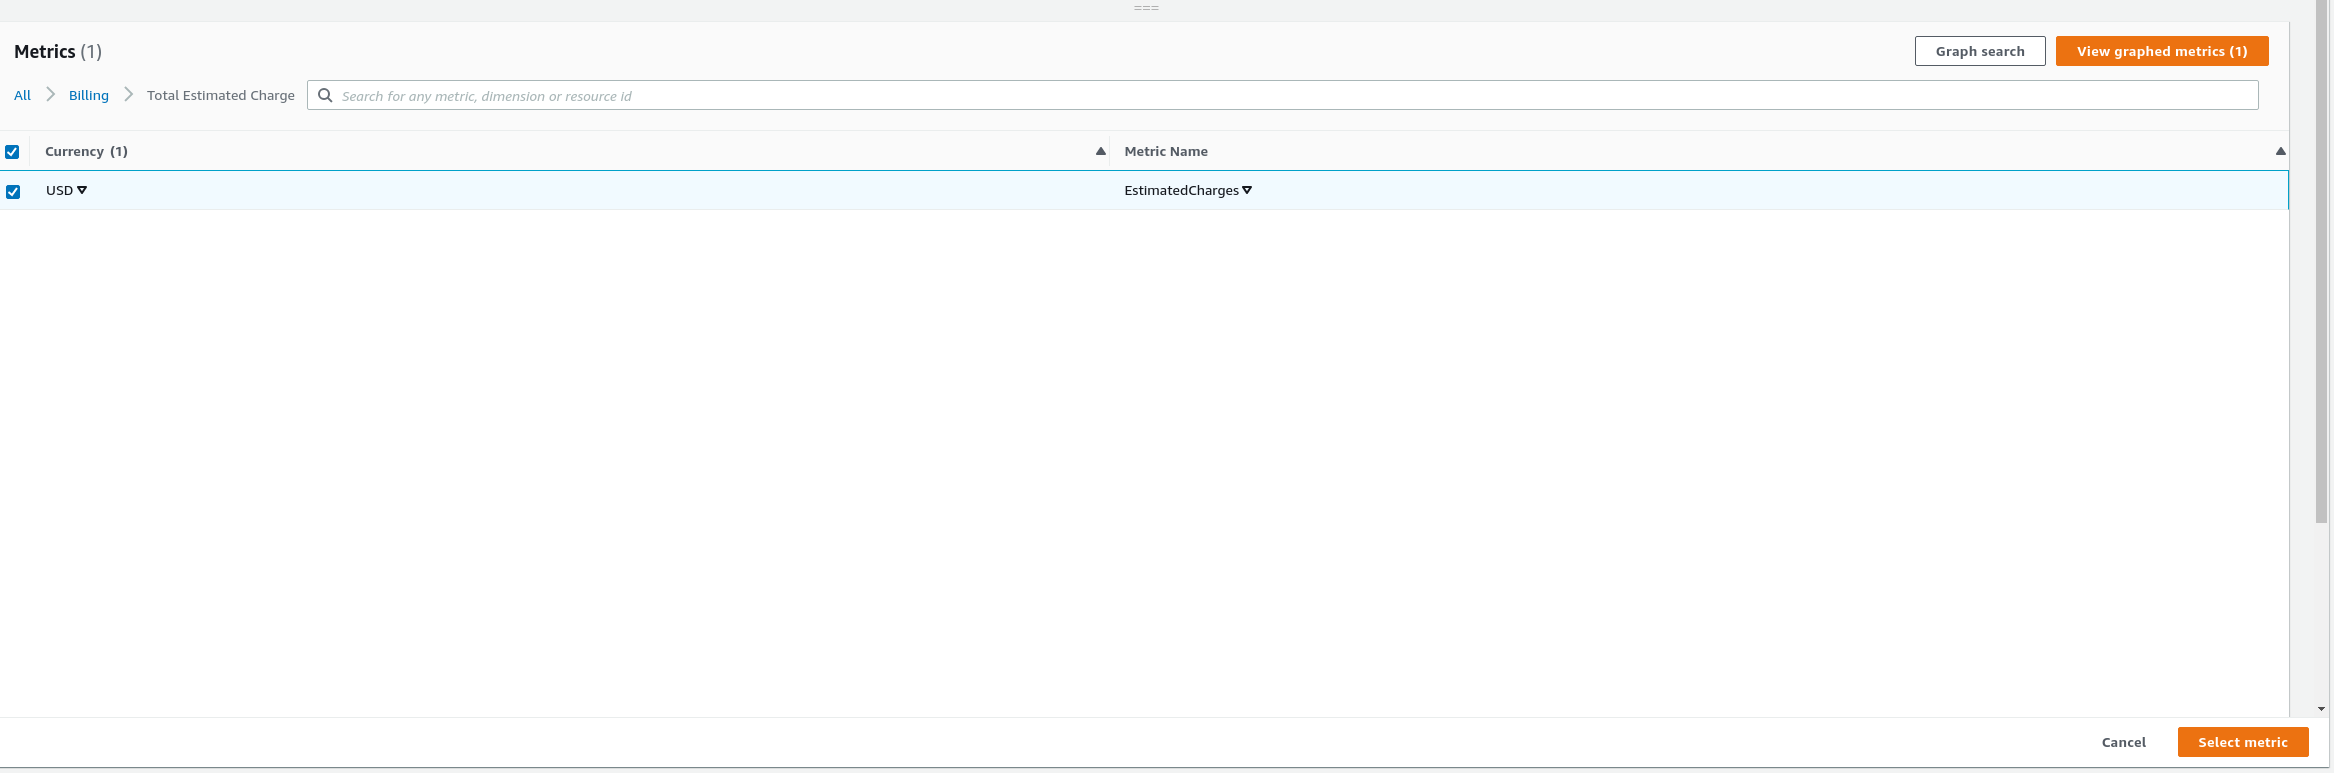 Metrics (1)
Graph search
View graphed metrics (1)
All
Billing
Total Estimated Charge
Search for any metric, dimension or resource id
Currency (1)
Metric Name
USD
EstimatedCharges
Cancel
Select metric